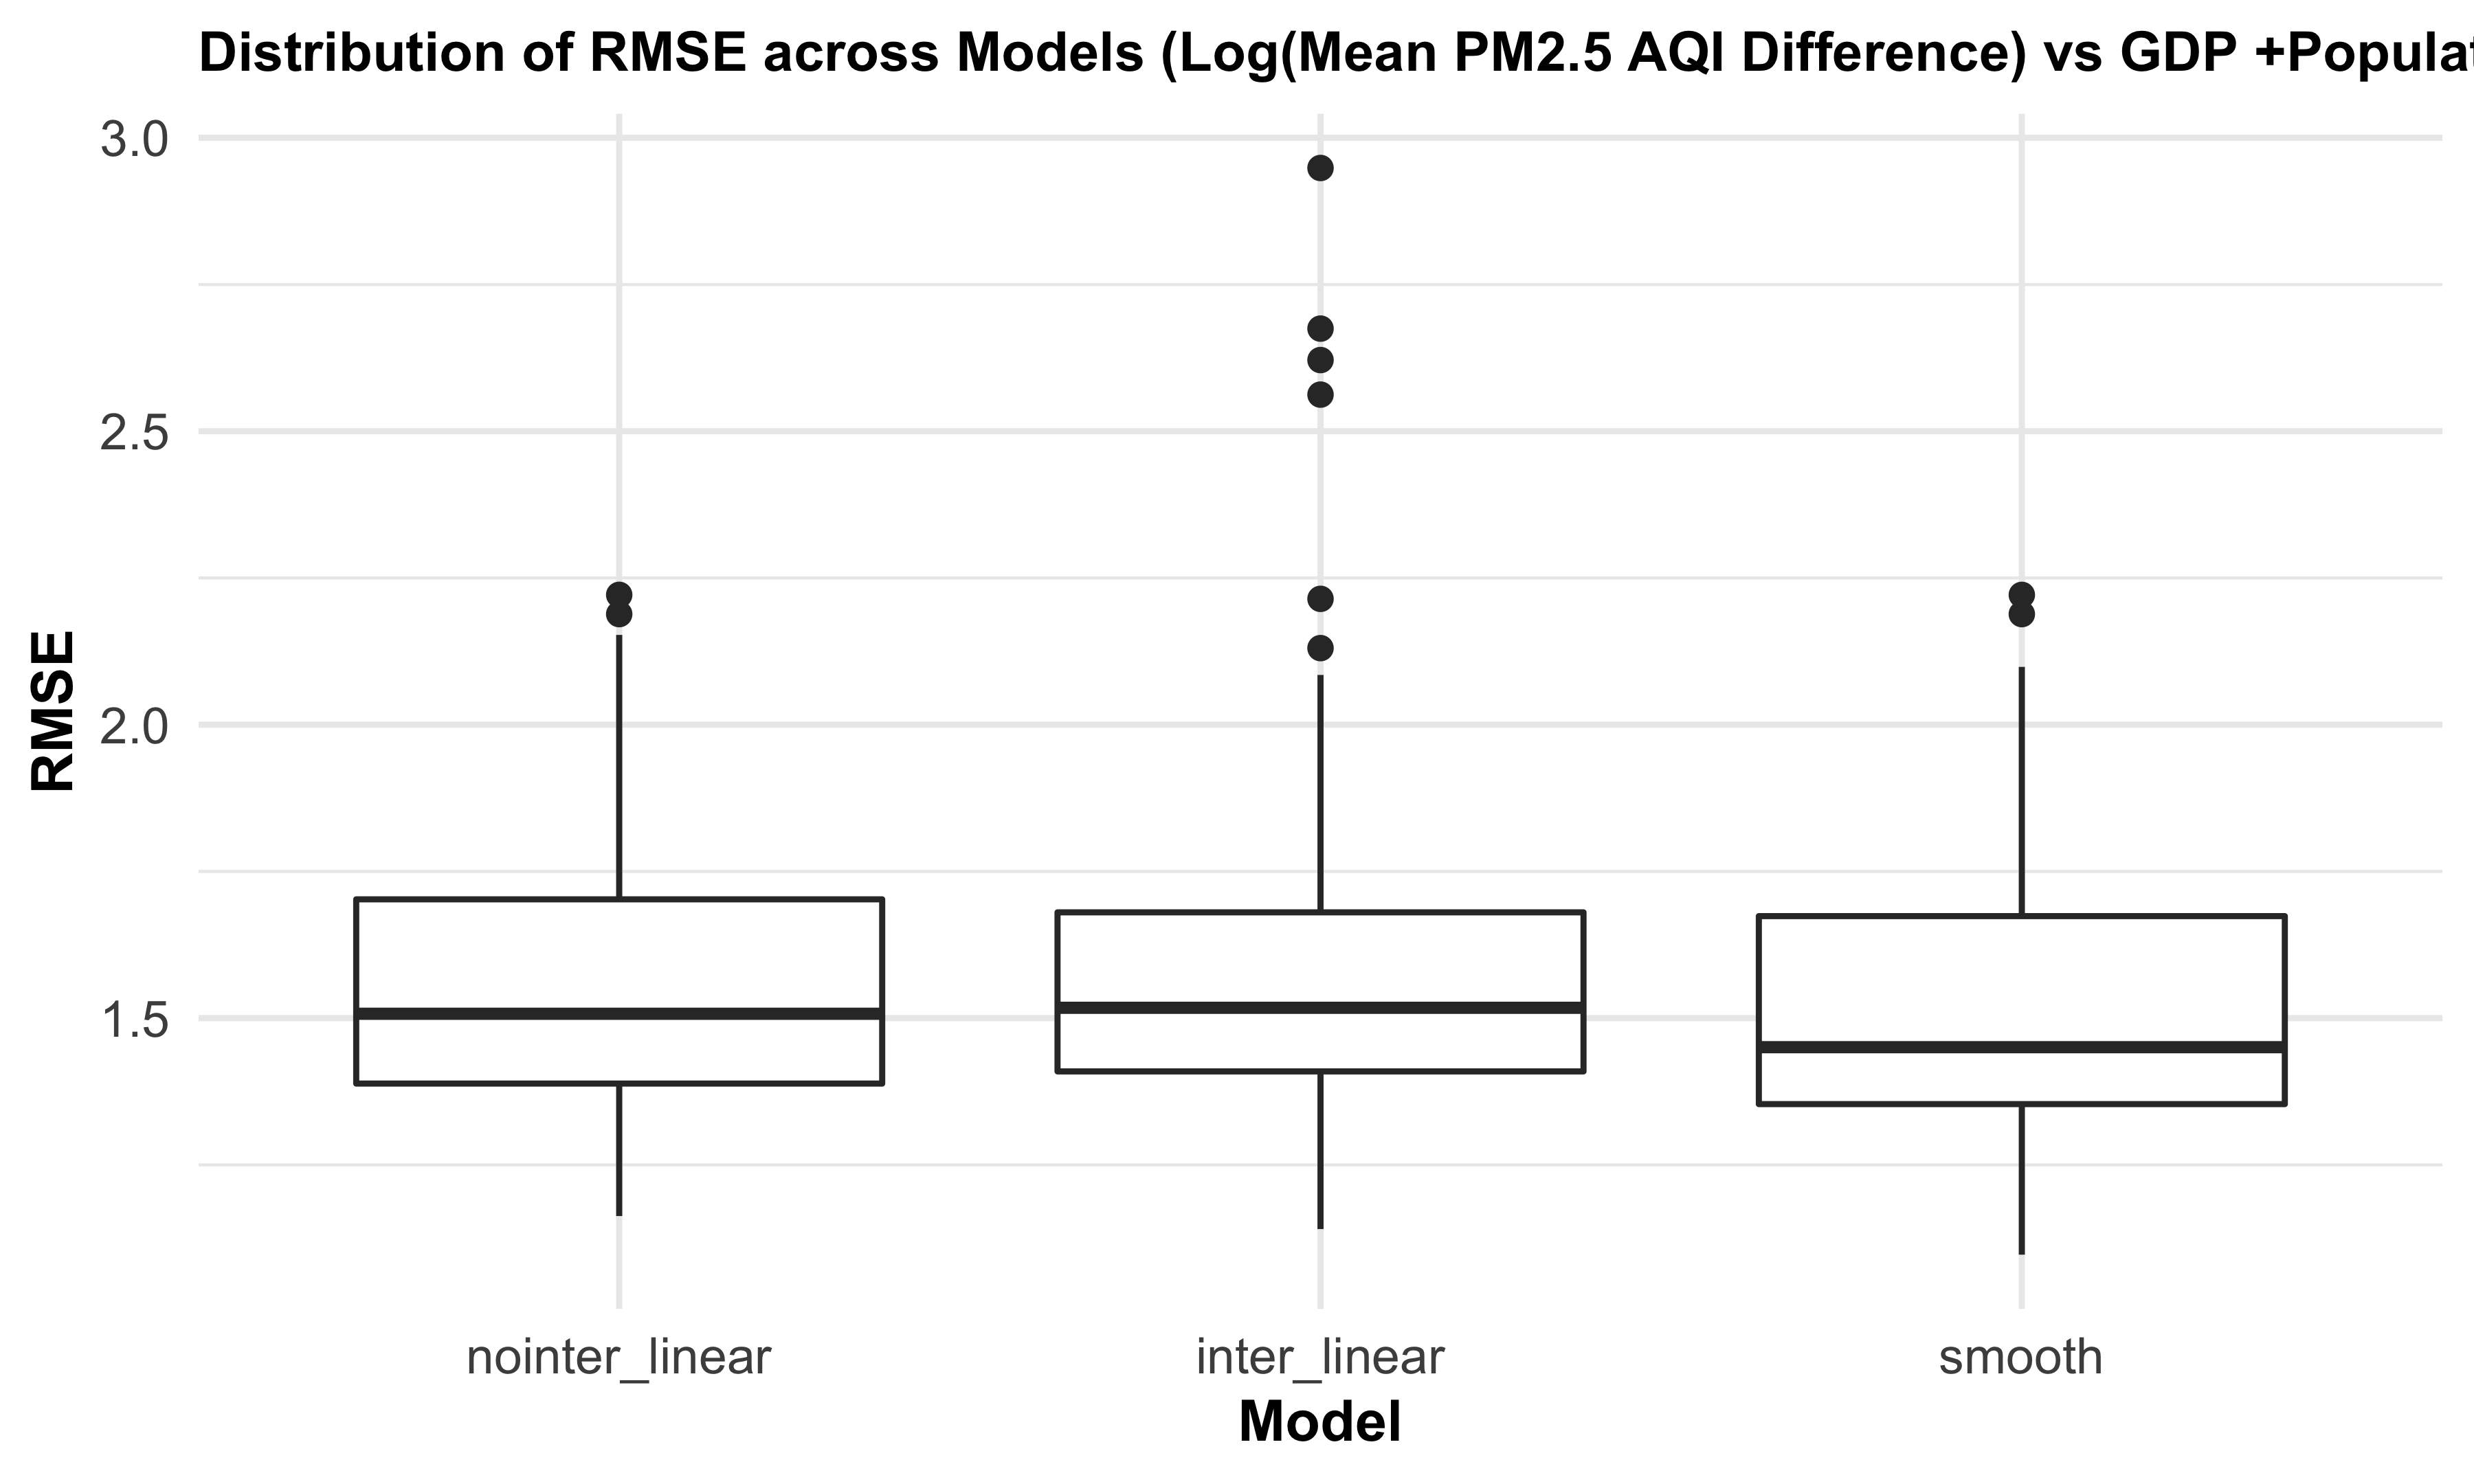 Distribution of RMSE across Models (Log(Mean PM2.5 AQI Difference) vs GDP +Populat
3.0
2.5
2.0
1.5
RMSE
nointer_linear
inter_linear
smooth
Model